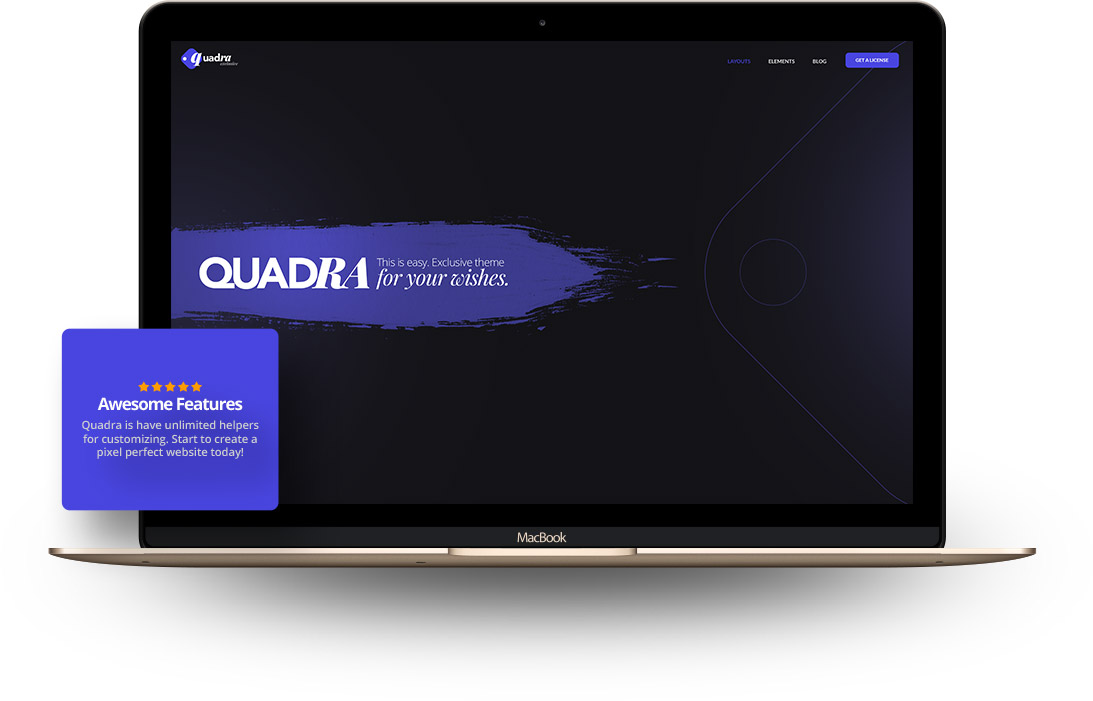 quadra
LAYOUTS
ELEMENTS
BLOG
GET A LICENSE
QUADRA
This is easy. Exclusive theme
for your wishes.
Awesome Features
Quadra is have unlimited helpers
for customizing. Start to create a
pixel perfect website today!
MacBook